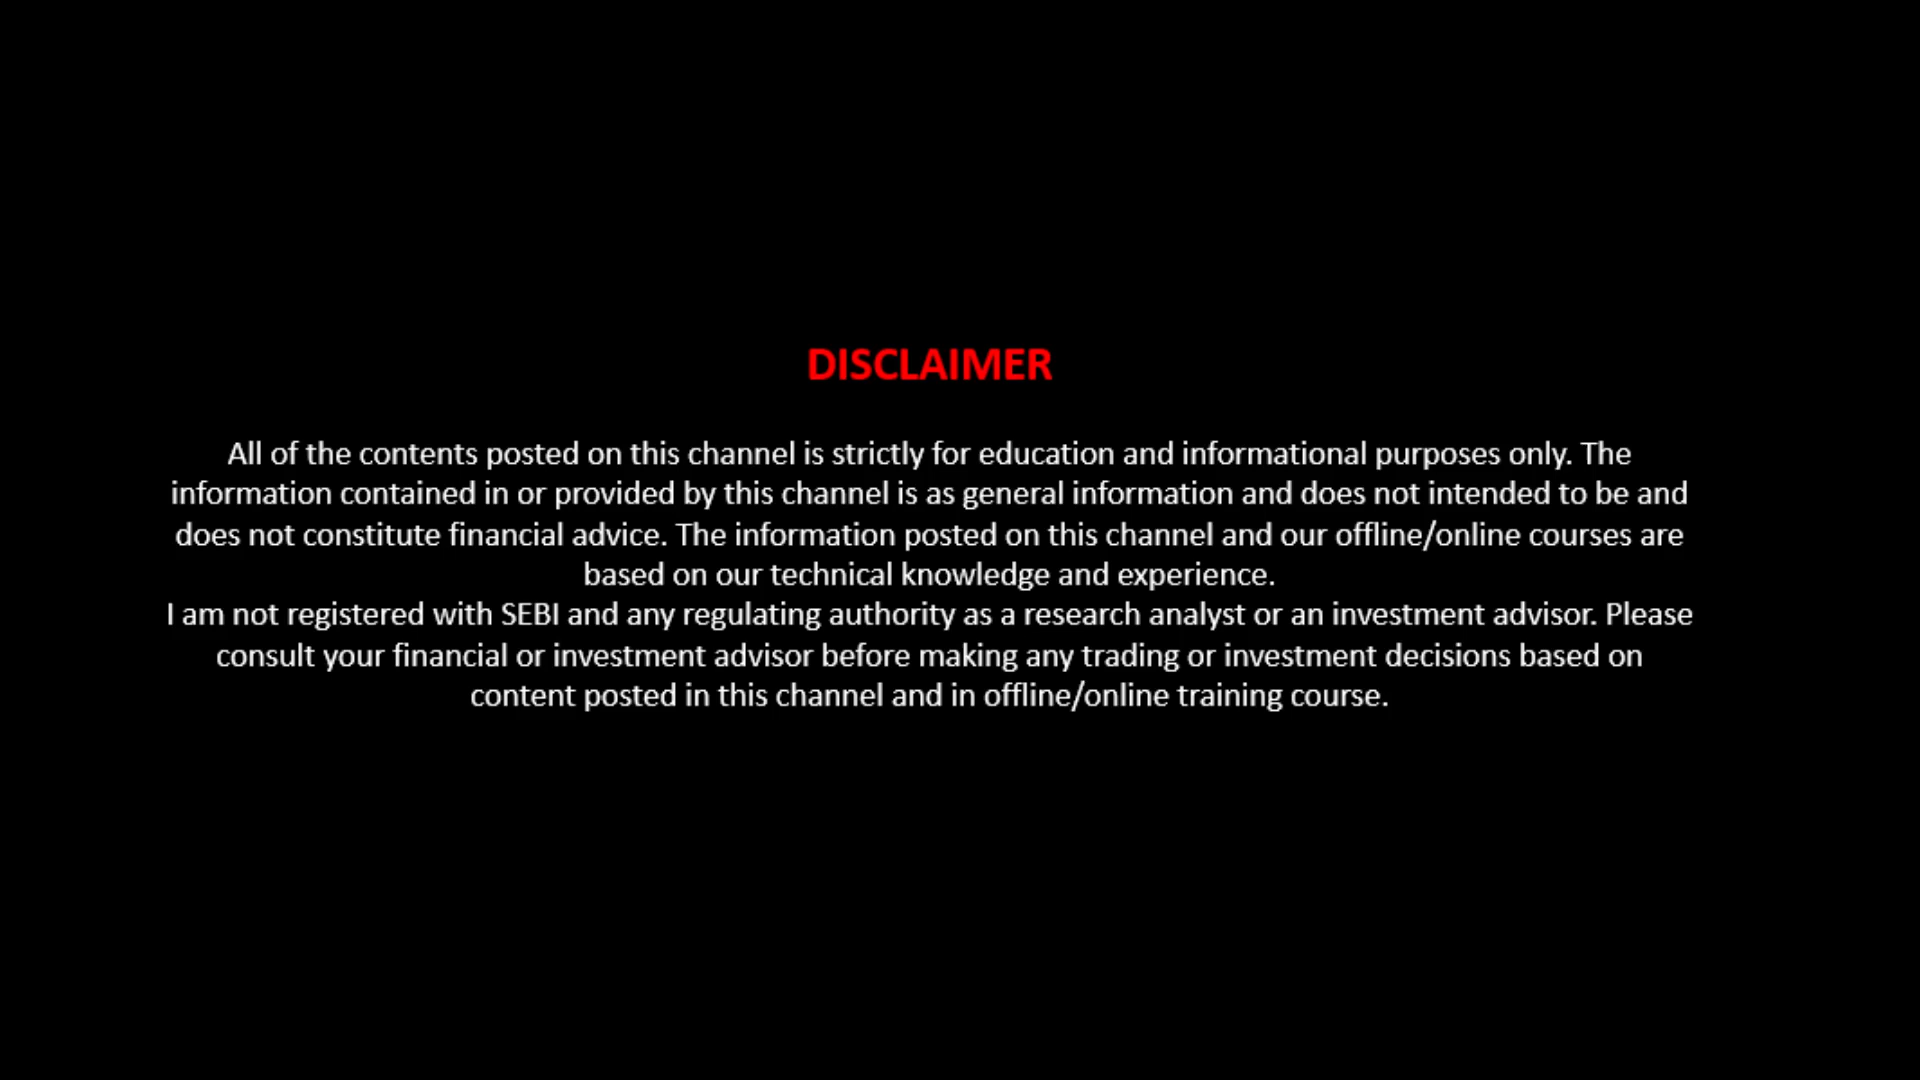 DISCLAIMER
All of the contents posted on this channel is strictly for education and informational purposes only. The
information contained in or provided by this channel is as general information and does not intended to be and
does not constitute financial advice. The information posted on this channel and our offline/online courses are
based on our technical knowledge and experience.
I am not registered with SEBI and any regulating authority as a research analyst or an investment advisor. Please
consult your financial or investment advisor before making any trading or investment decisions based on
content posted in this channel and in offline/online training course.